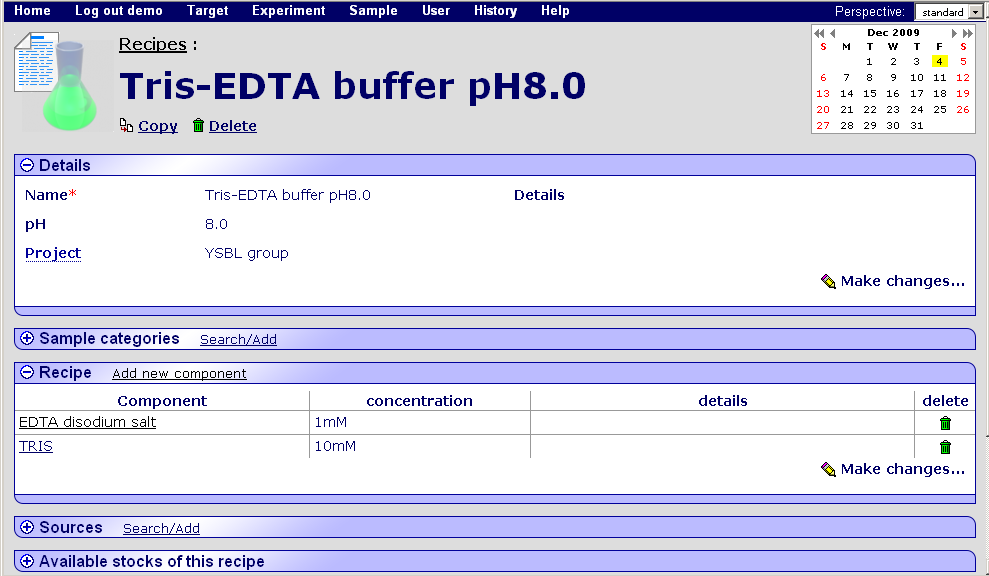 Home Log out demo Target Experiment Sample User History Help Perspective: standard
Recipes :
Tris-EDTA buffer pH8.0
Copy Delete
Dec 2009
S M T W T F S
1 2 3 4 5
6 7 8 9 10 11 12
13 14 15 16 17 18 19
20 21 22 23 24 25 26
27 28 29 30 31
Details
Name* Tris-EDTA buffer pH8.0 Details
pH 8.0
Project YSBL group
Make changes...
Sample categories Search/Add
Recipe Add new component
Component concentration details delete
EDTA disodium salt 1mM
TRIS 10mM
Make changes...
Sources Search/Add
Available stocks of this recipe